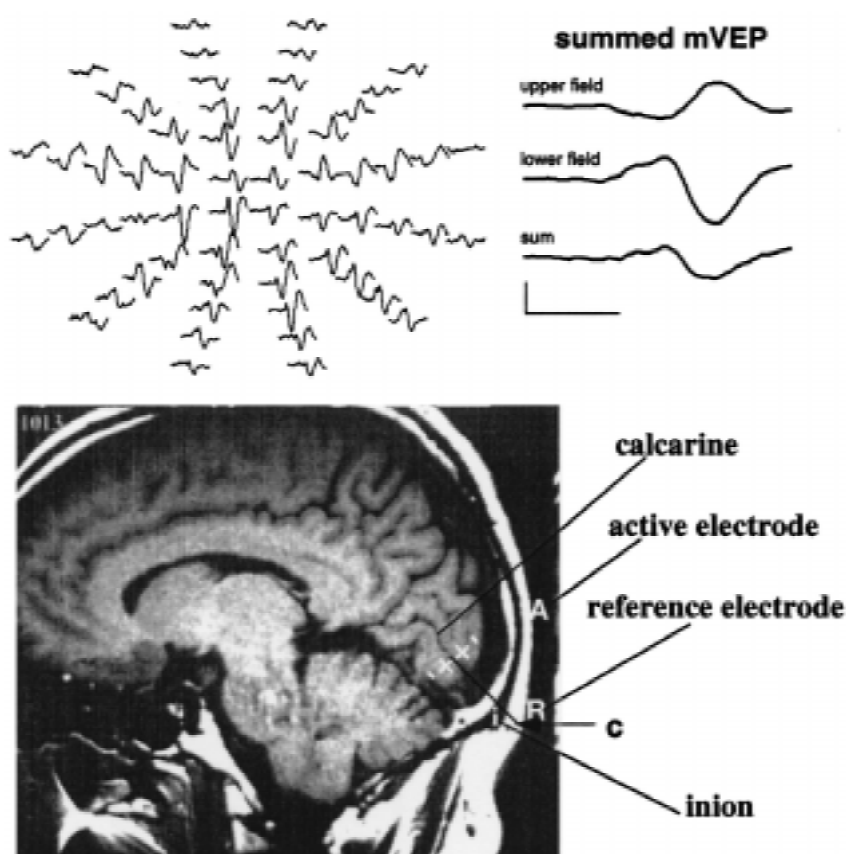 summed mVEP
upper field
lower field
sum
1013
calcarine
active electrode
A
reference electrode
R
I
C
inion